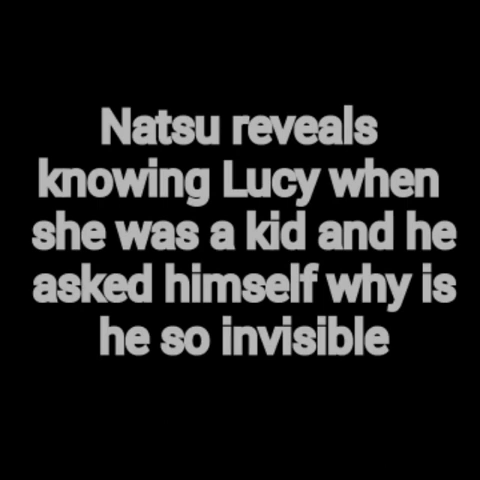 Natsu reveals
knowing Lucy when
she was a kid and he
asked himself why is
he so invisible